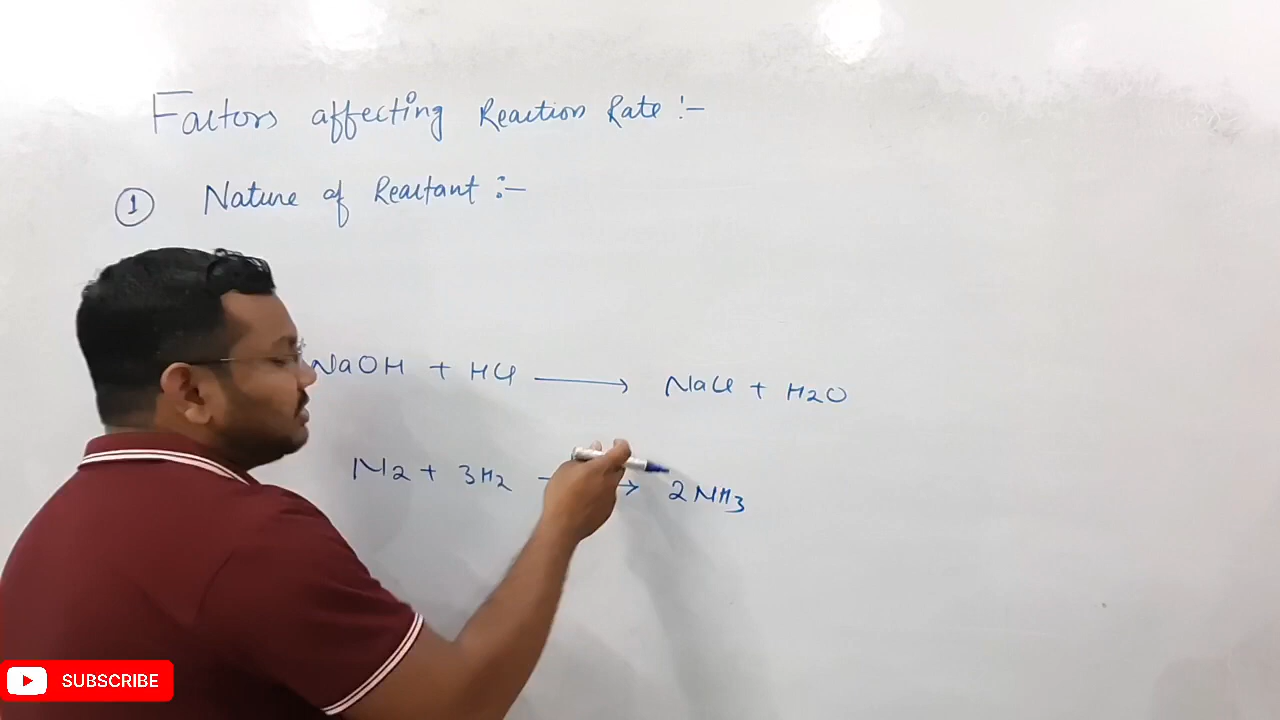 Factors affecting Reaction Rate :-
① Nature of Reactant :-
NaOH + HCl ⟶ NaCl + H2O
N2 + 3H2 ⟶ 2NH3
SUBSCRIBE